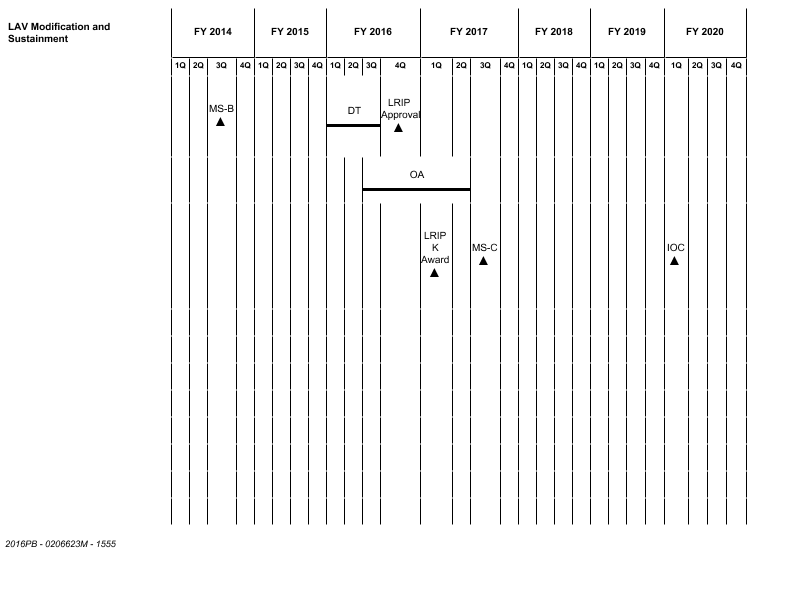 LAV Modification and
Sustainment
FY 2014 FY 2015 FY 2016 FY 2017 FY 2018 FY 2019 FY 2020
1Q 2Q 3Q 4Q 1Q 2Q 3Q 4Q 1Q 2Q 3Q 4Q 1Q 2Q 3Q 4Q 1Q 2Q 3Q 4Q 1Q 2Q 3Q 4Q 1Q 2Q 3Q 4Q
MS-B
DT
LRIP
Approval
OA
LRIP
K
Award
MS-C
IOC
2016PB - 0206623M - 1555